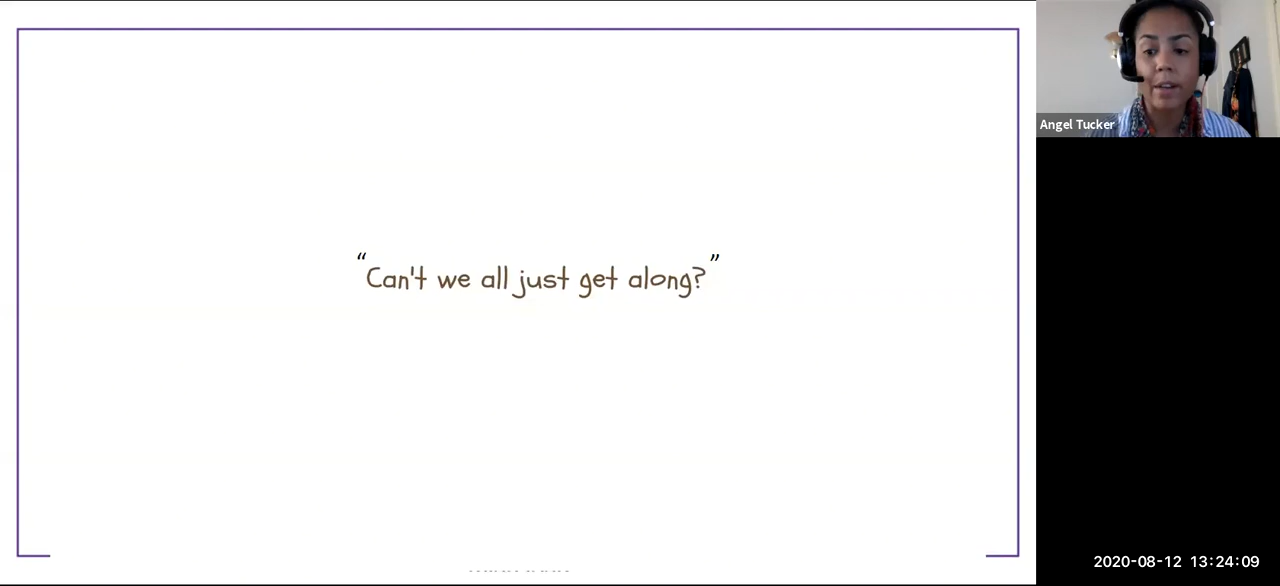 “Can't we all just get along?”
Angel Tucker
2020-08-12 13:24:09